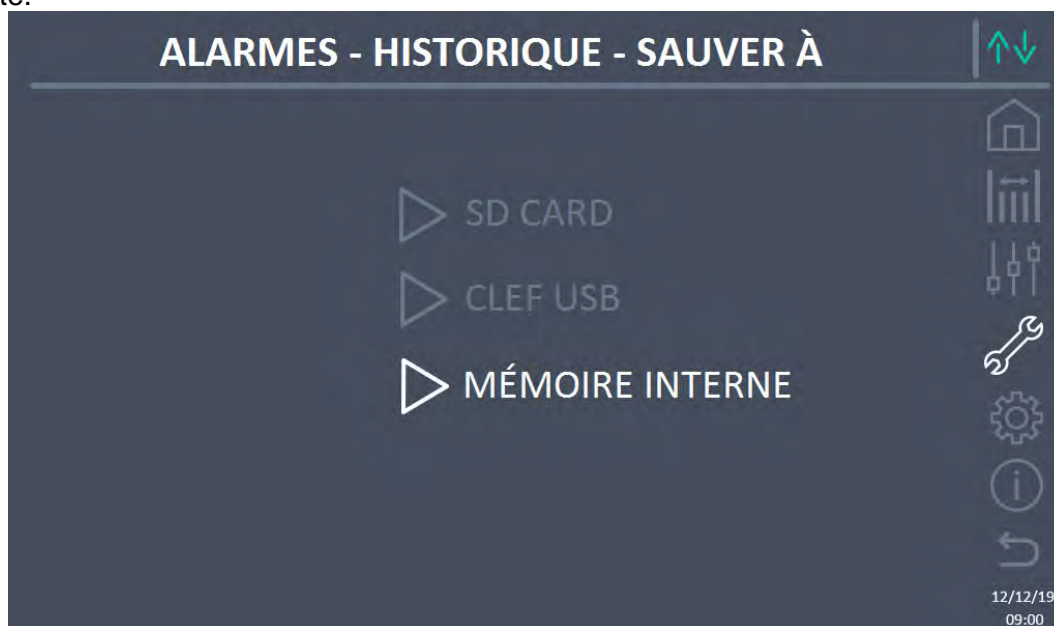 ALARMES - HISTORIQUE - SAUVER À
SD CARD
CLEF USB
MÉMOIRE INTERNE
12/12/19
09:00